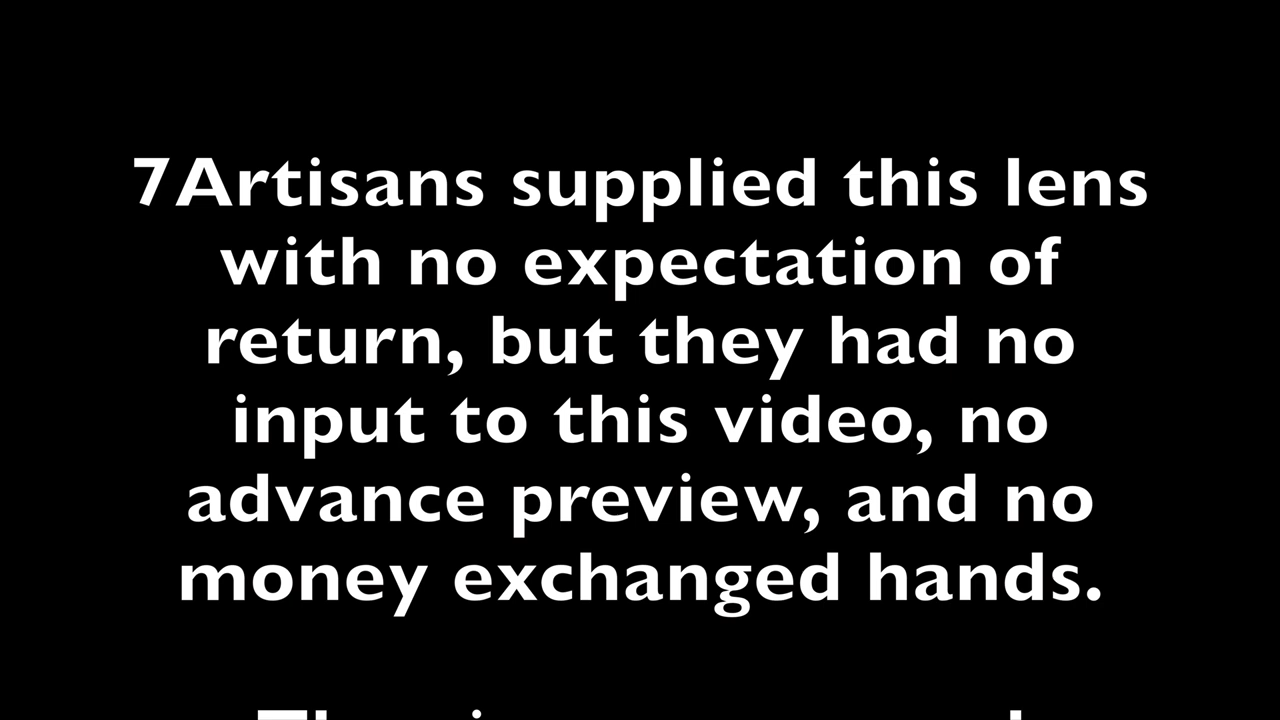 7Artisans supplied this lens
with no expectation of
return, but they had no
input to this video, no
advance preview, and no
money exchanged hands.